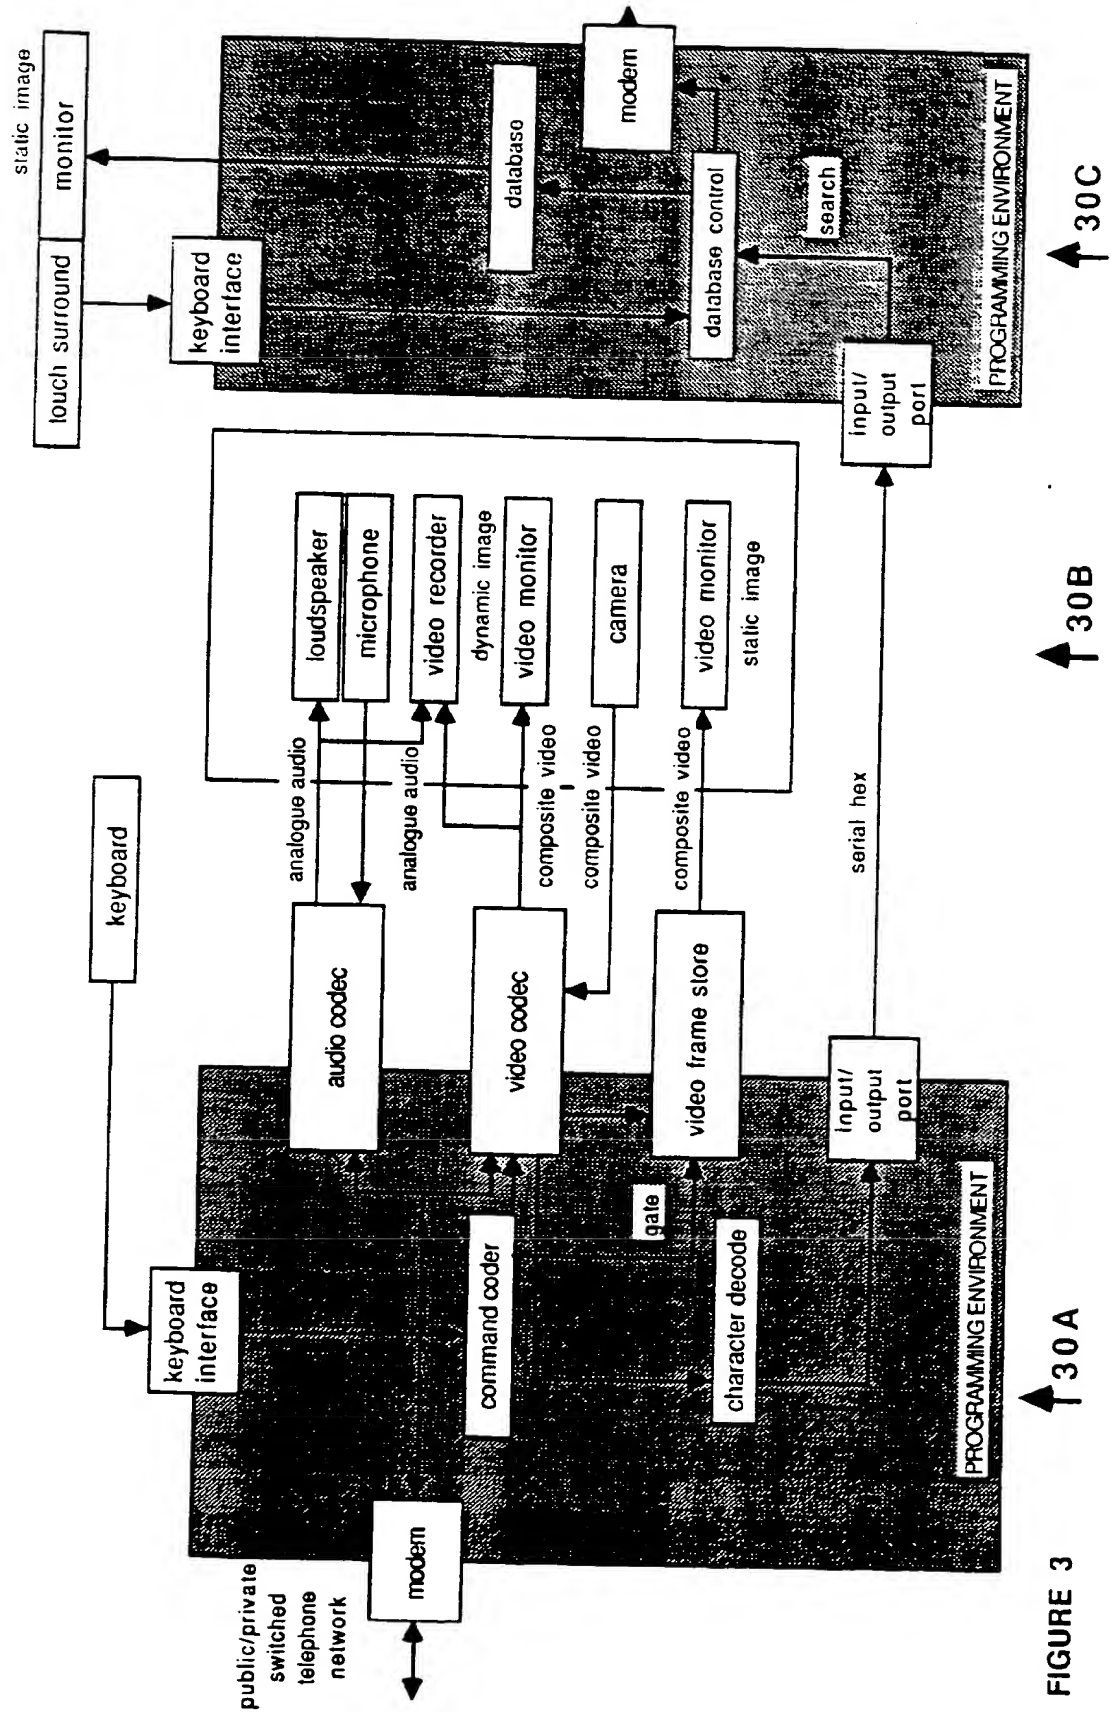 public/private
switched
telephone
network
modem
keyboard
interface
keyboard
command coder
gate
character decode
PROGRAMMING ENVIRONMENT
audio codec
video codec
video frame store
Input/
output
port
analogue audio
analogue audio
composite video
composite video
composite video
serial hex
loudspeaker
microphone
video recorder
dynamic image
video monitor
camera
video monitor
static image
touch surround
monitor
static image
keyboard
interface
database
modem
database control
search
input/
output
port
PROGRAMMING ENVIRONMENT
FIGURE 3
30A
30B
30C